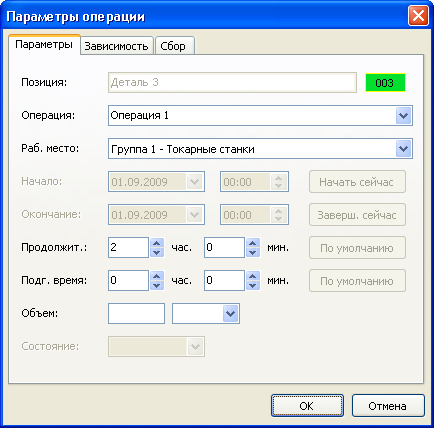 Параметры операции
Параметры Зависимость Сбор
Позиция: Деталь 3 003
Операция: Операция 1
Раб. место: Группа 1 - Токарные станки
Начало: 01.09.2009 00:00 Начать сейчас
Окончание: 01.09.2009 00:00 Заверш. сейчас
Продолжит.: 2 час. 0 мин. По умолчанию
Подг. время: 0 час. 0 мин. По умолчанию
Объем:
Состояние:
ОК Отмена